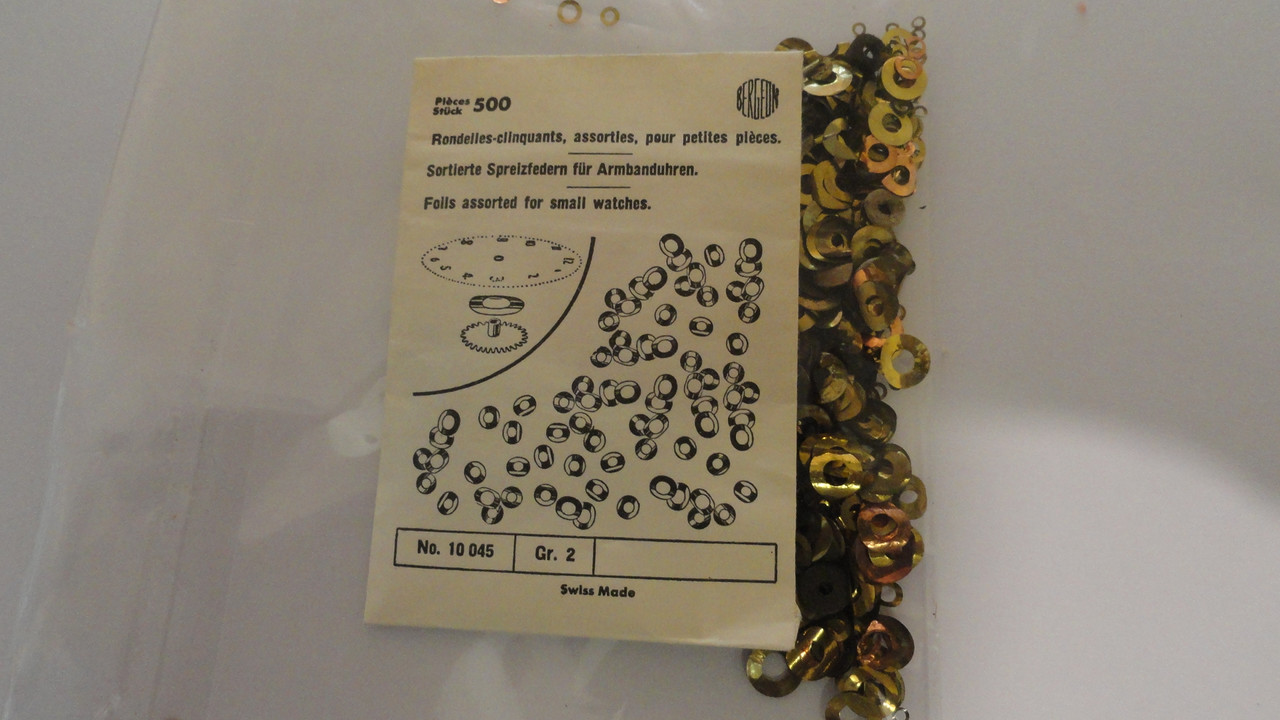 Pièces
Stück 500
BERGEON
Rondelles-clinquants, assorties, pour petites pièces.
Sortierte Spreizfedern für Armbanduhren.
Foils assorted for small watches.
No. 10 045
Gr. 2
Swiss Made